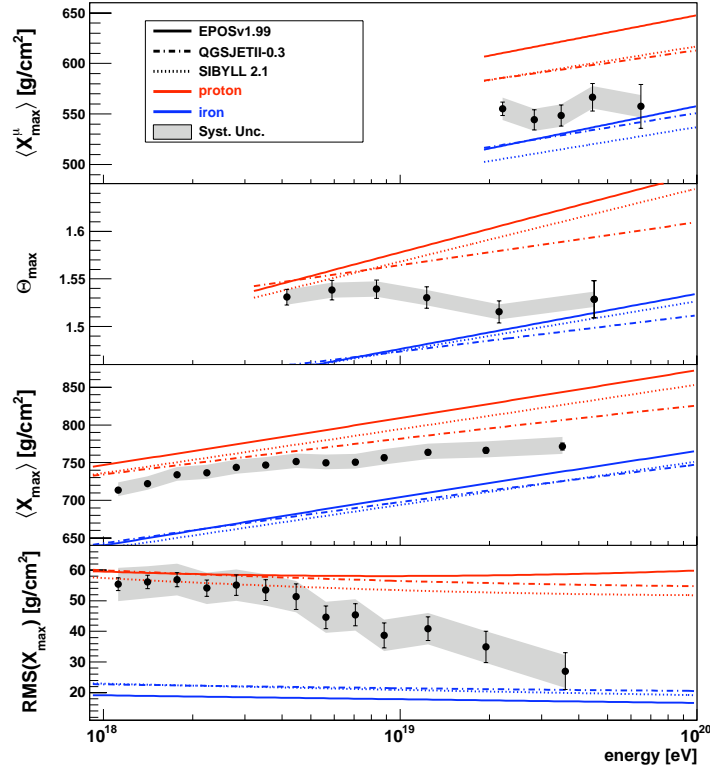 ⟨X^μ_max⟩ [g/cm²]
600
550
500
EPOSv1.99
QGSJETII-0.3
SIBYLL 2.1
proton
iron
Syst. Unc.
Θ_max
1.6
1.55
1.5
⟨X_max⟩ [g/cm²]
850
800
750
700
650
RMS(X_max) [g/cm²]
60
50
40
30
20
10^18
10^19
10^20
energy [eV]